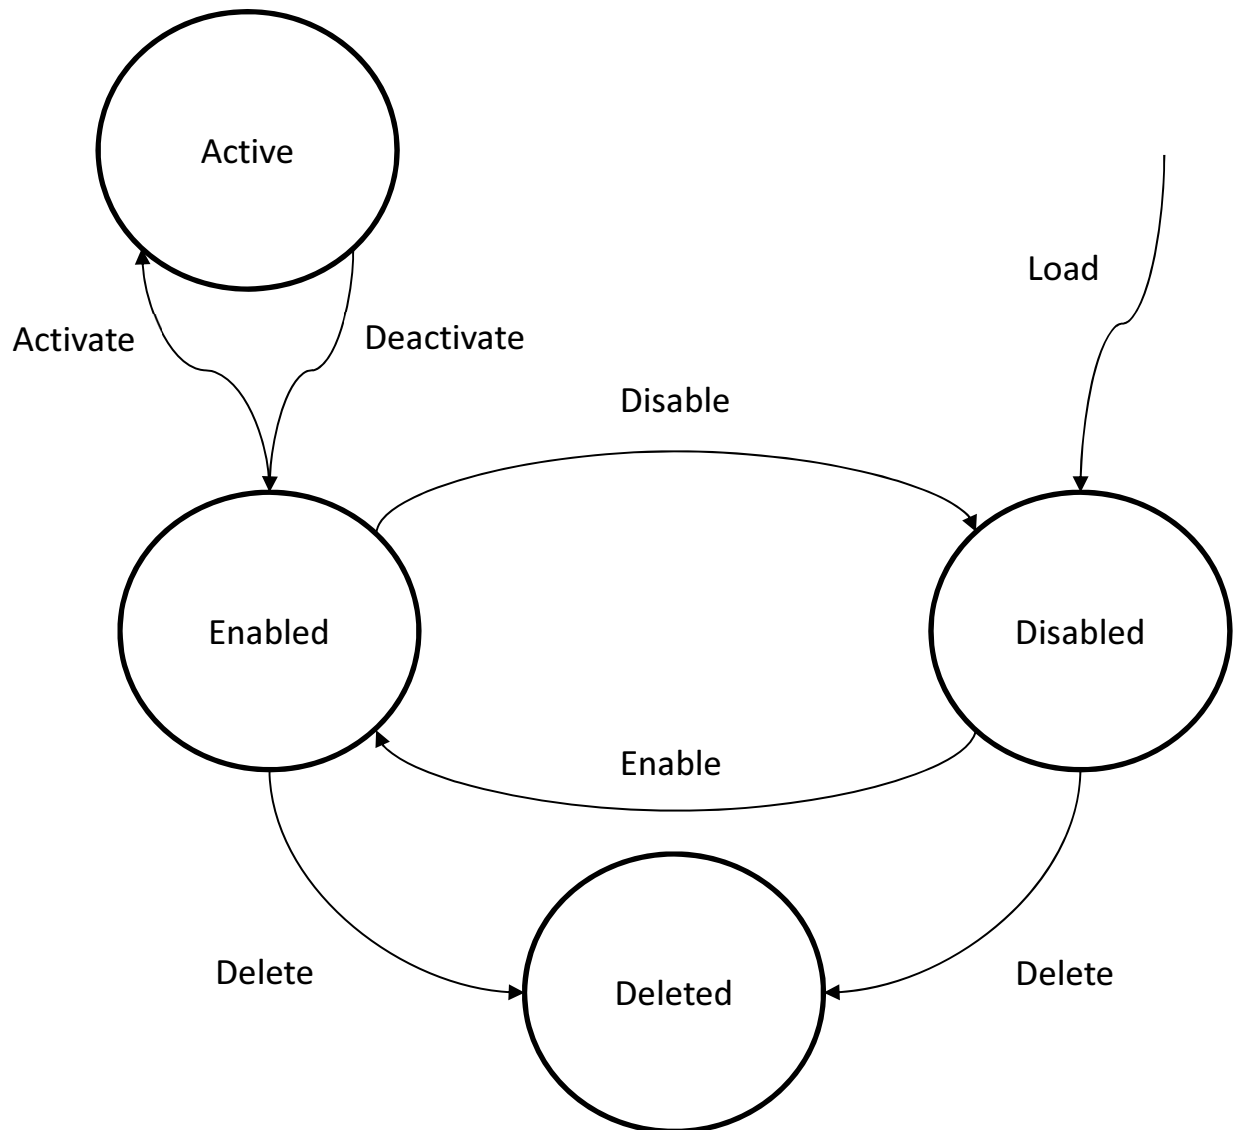 Active
Load
Activate
Deactivate
Disable
Enabled
Disabled
Enable
Delete
Deleted
Delete